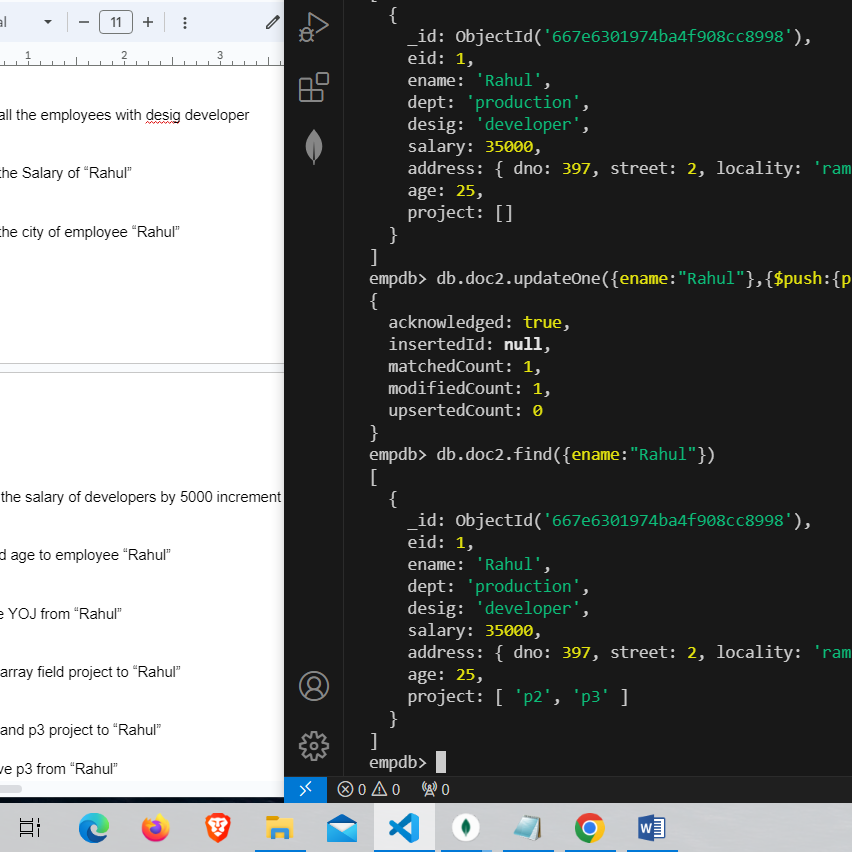 al
11
1 2 3
all the employees with desig developer
the Salary of “Rahul”
the city of employee “Rahul”
the salary of developers by 5000 increment
d age to employee “Rahul”
e YOJ from “Rahul”
array field project to “Rahul”
and p3 project to “Rahul”
ve p3 from “Rahul”
{
_id: ObjectId('667e6301974ba4f908cc8998'),
eid: 1,
ename: 'Rahul',
dept: 'production',
desig: 'developer',
salary: 35000,
address: { dno: 397, street: 2, locality: 'ram
age: 25,
project: []
}
]
empdb> db.doc2.updateOne({ename:"Rahul"},{$push:{p
{
acknowledged: true,
insertedId: null,
matchedCount: 1,
modifiedCount: 1,
upsertedCount: 0
}
empdb> db.doc2.find({ename:"Rahul"})
[
{
_id: ObjectId('667e6301974ba4f908cc8998'),
eid: 1,
ename: 'Rahul',
dept: 'production',
desig: 'developer',
salary: 35000,
address: { dno: 397, street: 2, locality: 'ram
age: 25,
project: [ 'p2', 'p3' ]
}
]
empdb>
0 0 0